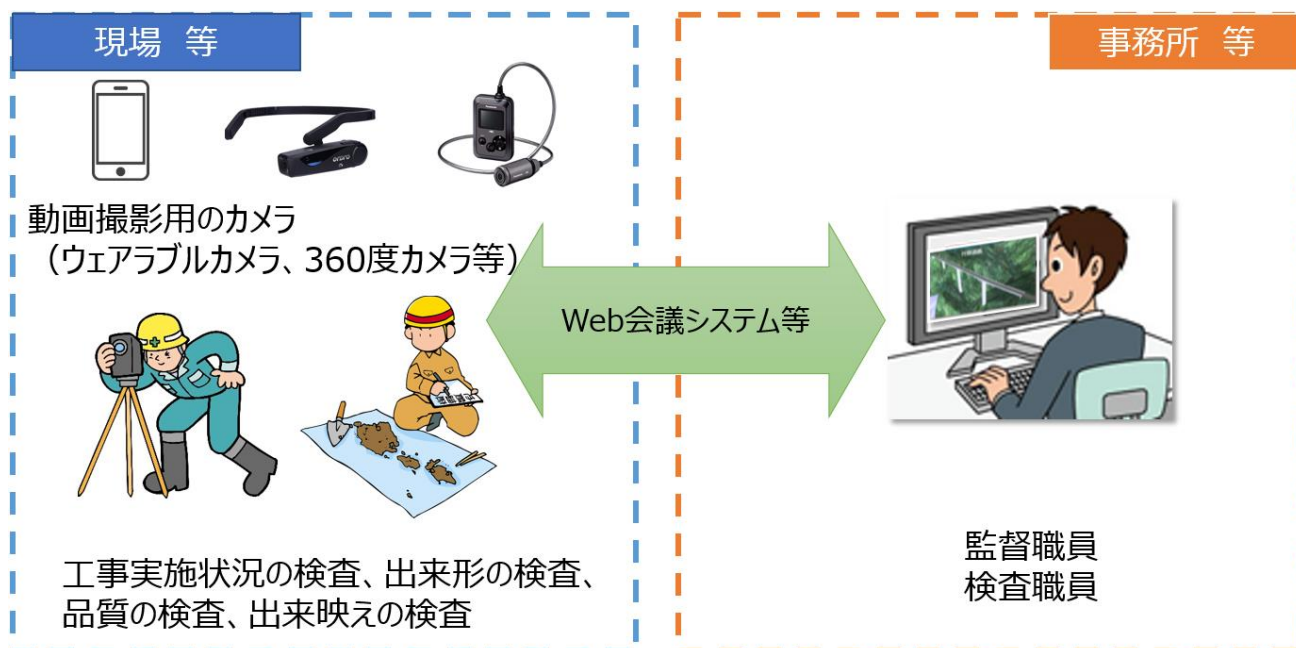 現場 等
事務所 等
動画撮影用のカメラ
（ウェアラブルカメラ、360度カメラ等）
Web会議システム等
工事実施状況の検査、出来形の検査、
品質の検査、出来映えの検査
監督職員
検査職員